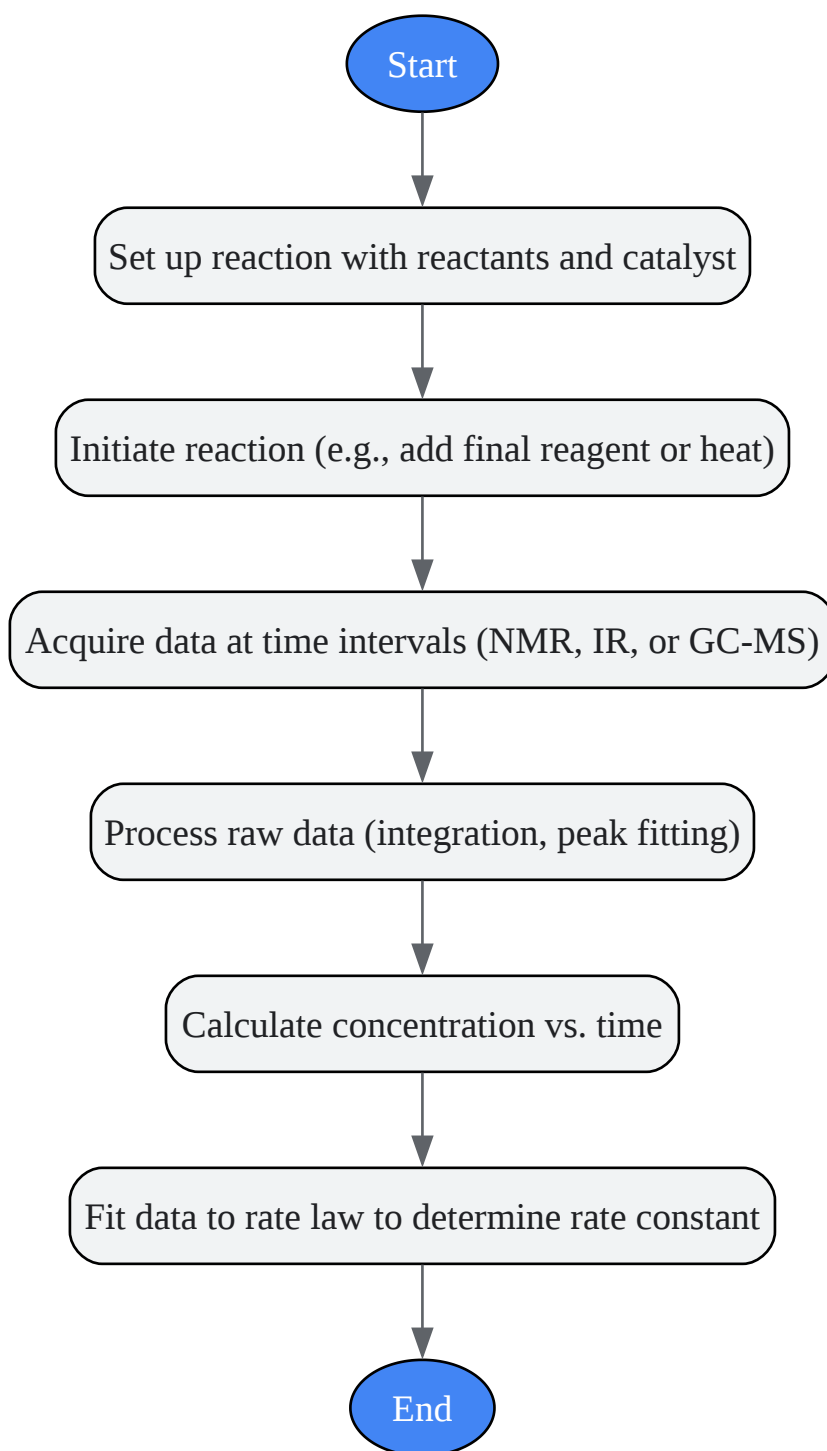 Start
Set up reaction with reactants and catalyst
Initiate reaction (e.g., add final reagent or heat)
Acquire data at time intervals (NMR, IR, or GC-MS)
Process raw data (integration, peak fitting)
Calculate concentration vs. time
Fit data to rate law to determine rate constant
End